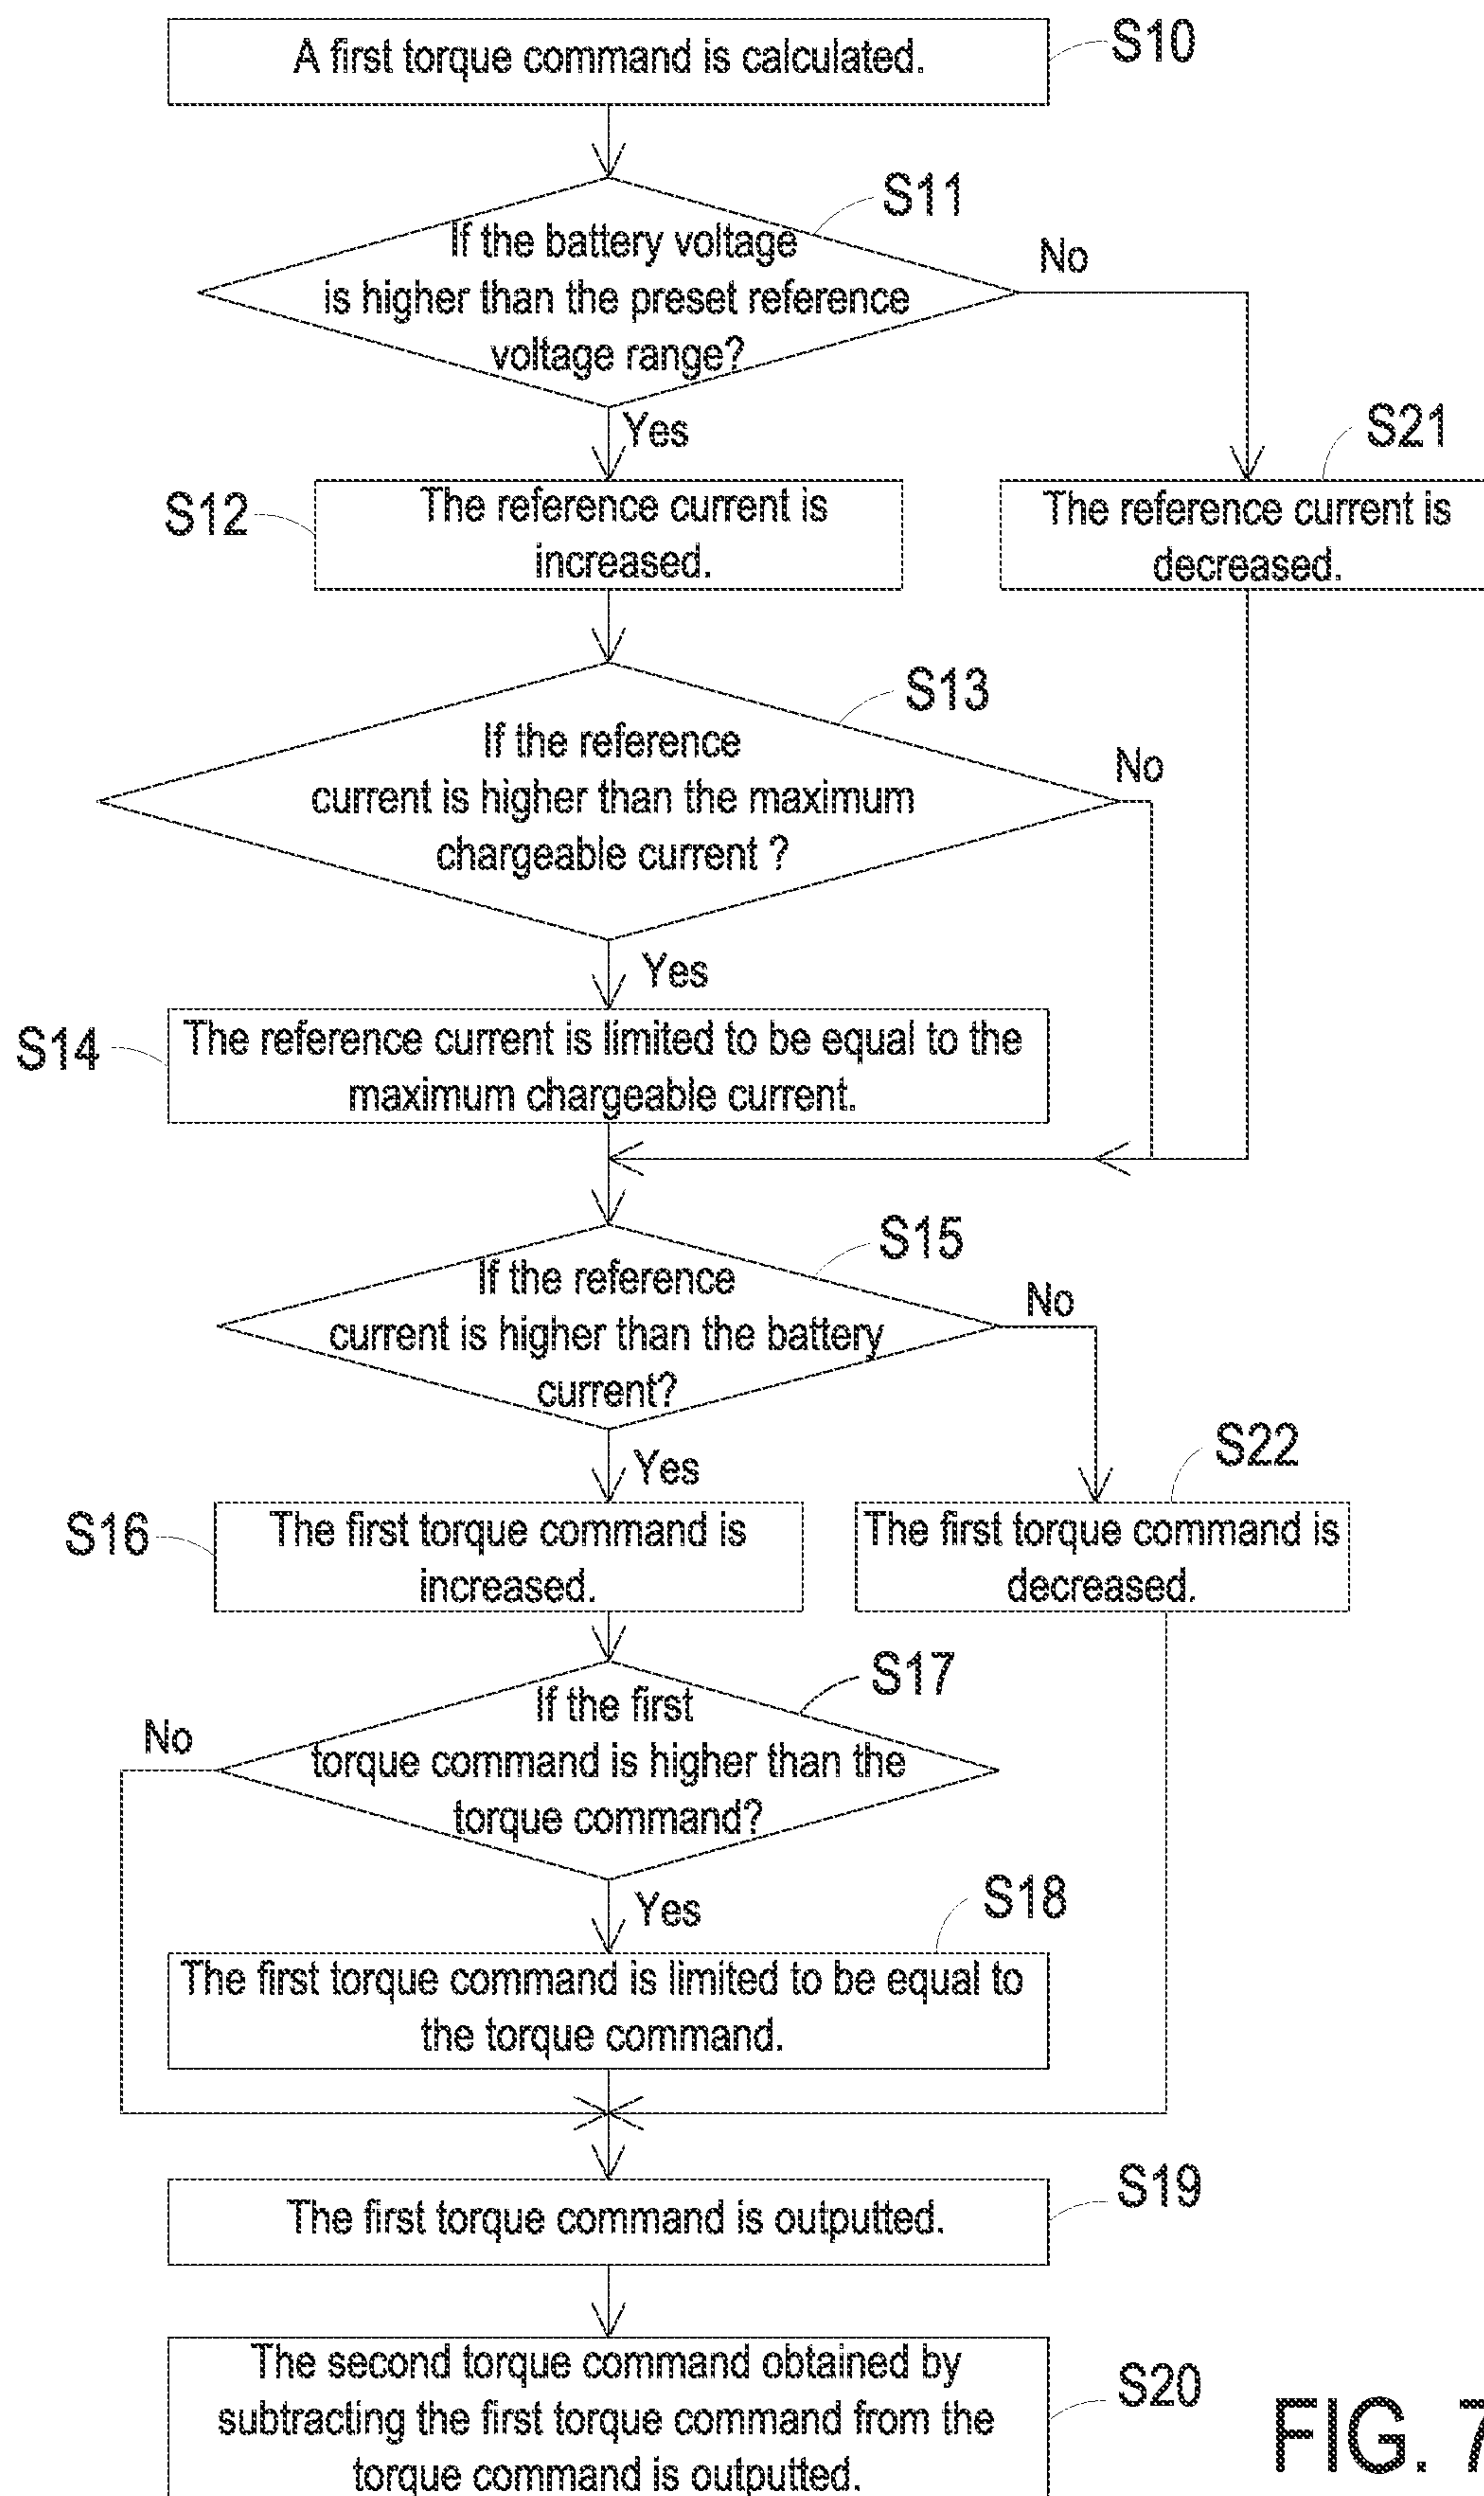 A first torque command is calculated.
S10
S11
If the battery voltage
is higher than the preset reference
voltage range?
No
Yes
S21
S12
The reference current is
increased.
The reference current is
decreased.
S13
If the reference
current is higher than the maximum
chargeable current ?
No
Yes
S14
The reference current is limited to be equal to the
maximum chargeable current.
S15
If the reference
current is higher than the battery
current?
No
Yes
S22
S16
The first torque command is
increased.
The first torque command is
decreased.
S17
If the first
torque command is higher than the
torque command?
No
Yes
S18
The first torque command is limited to be equal to
the torque command.
S19
The first torque command is outputted.
The second torque command obtained by
subtracting the first torque command from the
torque command is outputted.
S20
FIG. 7